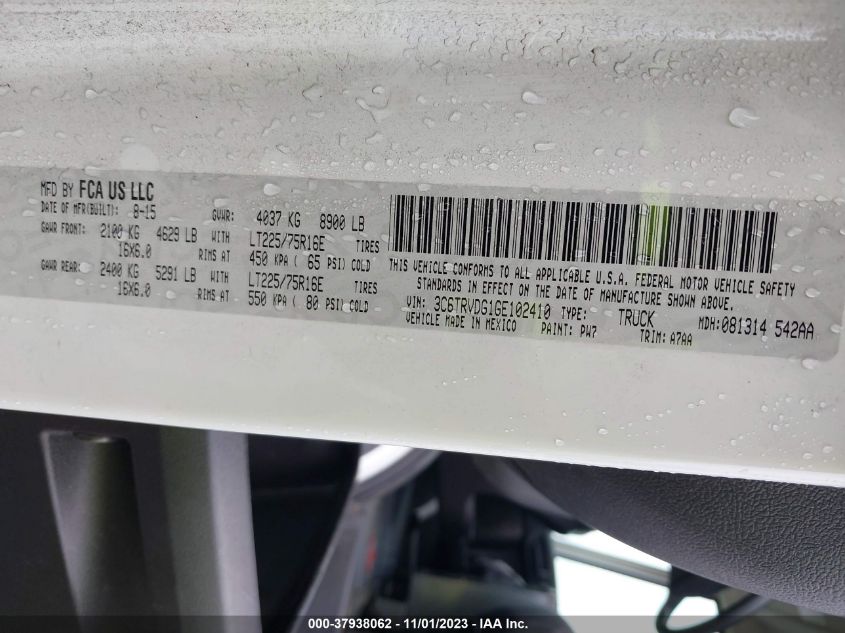 MFD BY FCA US LLC
DATE OF MFR(BUILT): 8-15 GVWR: 4037 KG 8900 LB
GAWR FRONT: 2100 KG 4629 LB WITH LT225/75R16E TIRES
16X6.0 RIMS AT 450 KPA ( 65 PSI) COLD
GAWR REAR: 2400 KG 5291 LB WITH LT225/75R16E TIRES
16X6.0 RIMS AT 550 KPA ( 80 PSI) COLD
THIS VEHICLE CONFORMS TO ALL APPLICABLE U.S.A. FEDERAL MOTOR VEHICLE SAFETY
STANDARDS IN EFFECT ON THE DATE OF MANUFACTURE SHOWN ABOVE.
VIN: 3C6TRVDG1GE102410 TYPE: TRUCK MDH:081314 542AA
VEHICLE MADE IN MEXICO PAINT: PW7 TRIM: A7AA
000-37938062 - 11/01/2023 - IAA Inc.